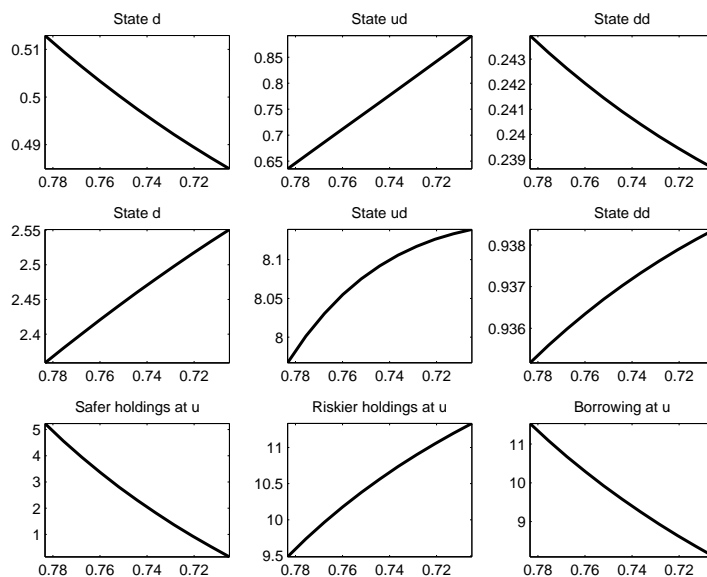 State d
State ud
State dd
0.51
0.5
0.49
0.78 0.76 0.74 0.72
0.85
0.8
0.75
0.7
0.65
0.78 0.76 0.74 0.72
0.243
0.242
0.241
0.24
0.239
0.78 0.76 0.74 0.72
State d
State ud
State dd
2.55
2.5
2.45
2.4
0.78 0.76 0.74 0.72
8.1
8.05
8
0.78 0.76 0.74 0.72
0.938
0.937
0.936
0.78 0.76 0.74 0.72
Safer holdings at u
Riskier holdings at u
Borrowing at u
5
4
3
2
1
0.78 0.76 0.74 0.72
11
10.5
10
9.5
0.78 0.76 0.74 0.72
11
10
9
0.78 0.76 0.74 0.72